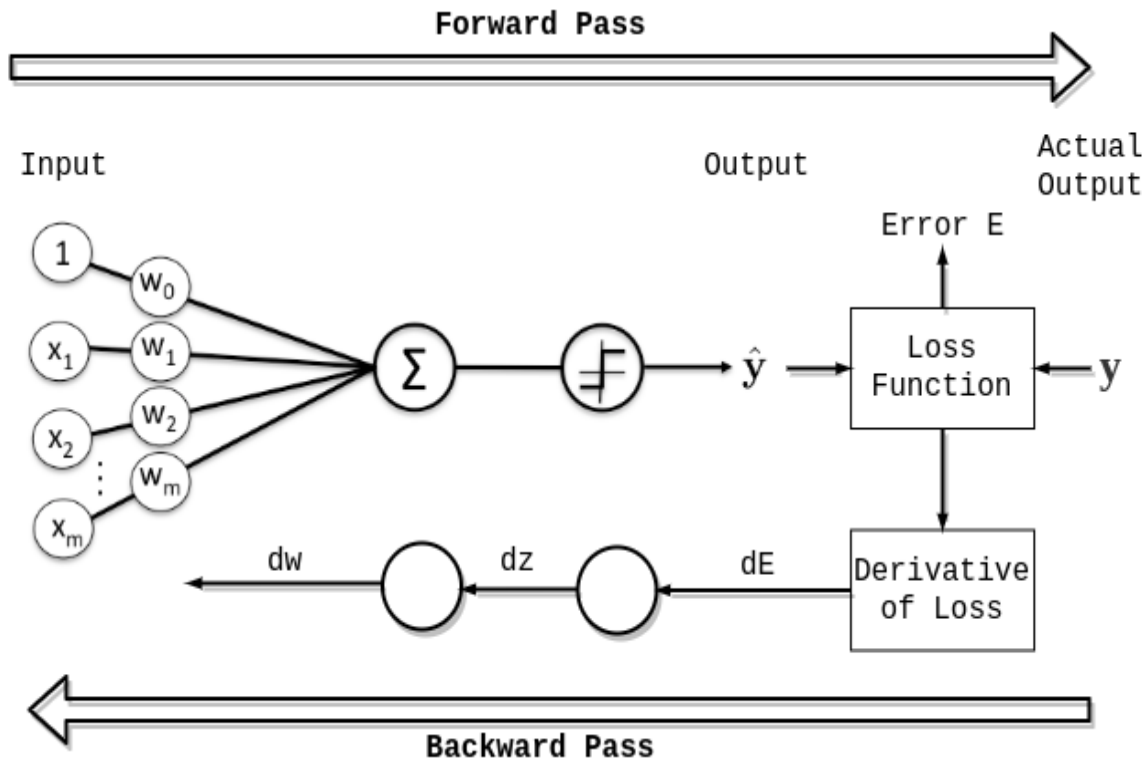 Forward Pass
Input
Output
Actual
Output
Error E
1
w₀
x₁
w₁
Σ
ŷ
Loss
Function
y
x₂
w₂
⋮
wₘ
xₘ
dw
dz
dE
Derivative
of Loss
Backward Pass